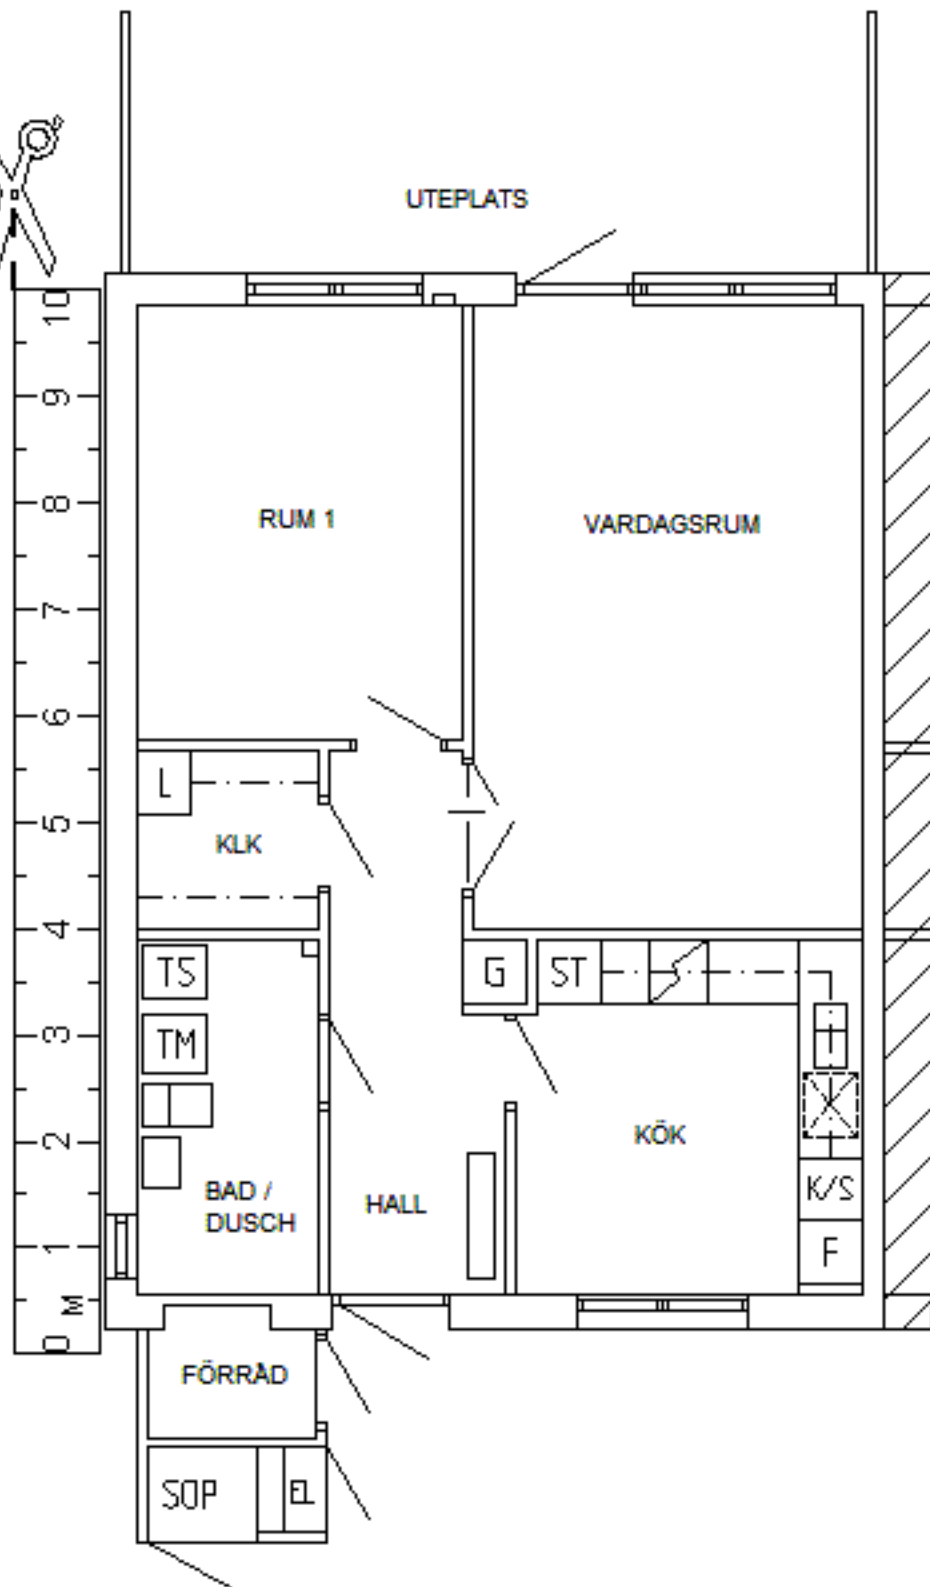 UTEPLATS
10
9
8
7
6
5
4
3
2
1
M
0
RUM 1
VARDAGSRUM
L
KLK
TS
TM
G
ST
KÖK
BAD /
DUSCH
HALL
K/S
F
FÖRRÅD
SOP
EL